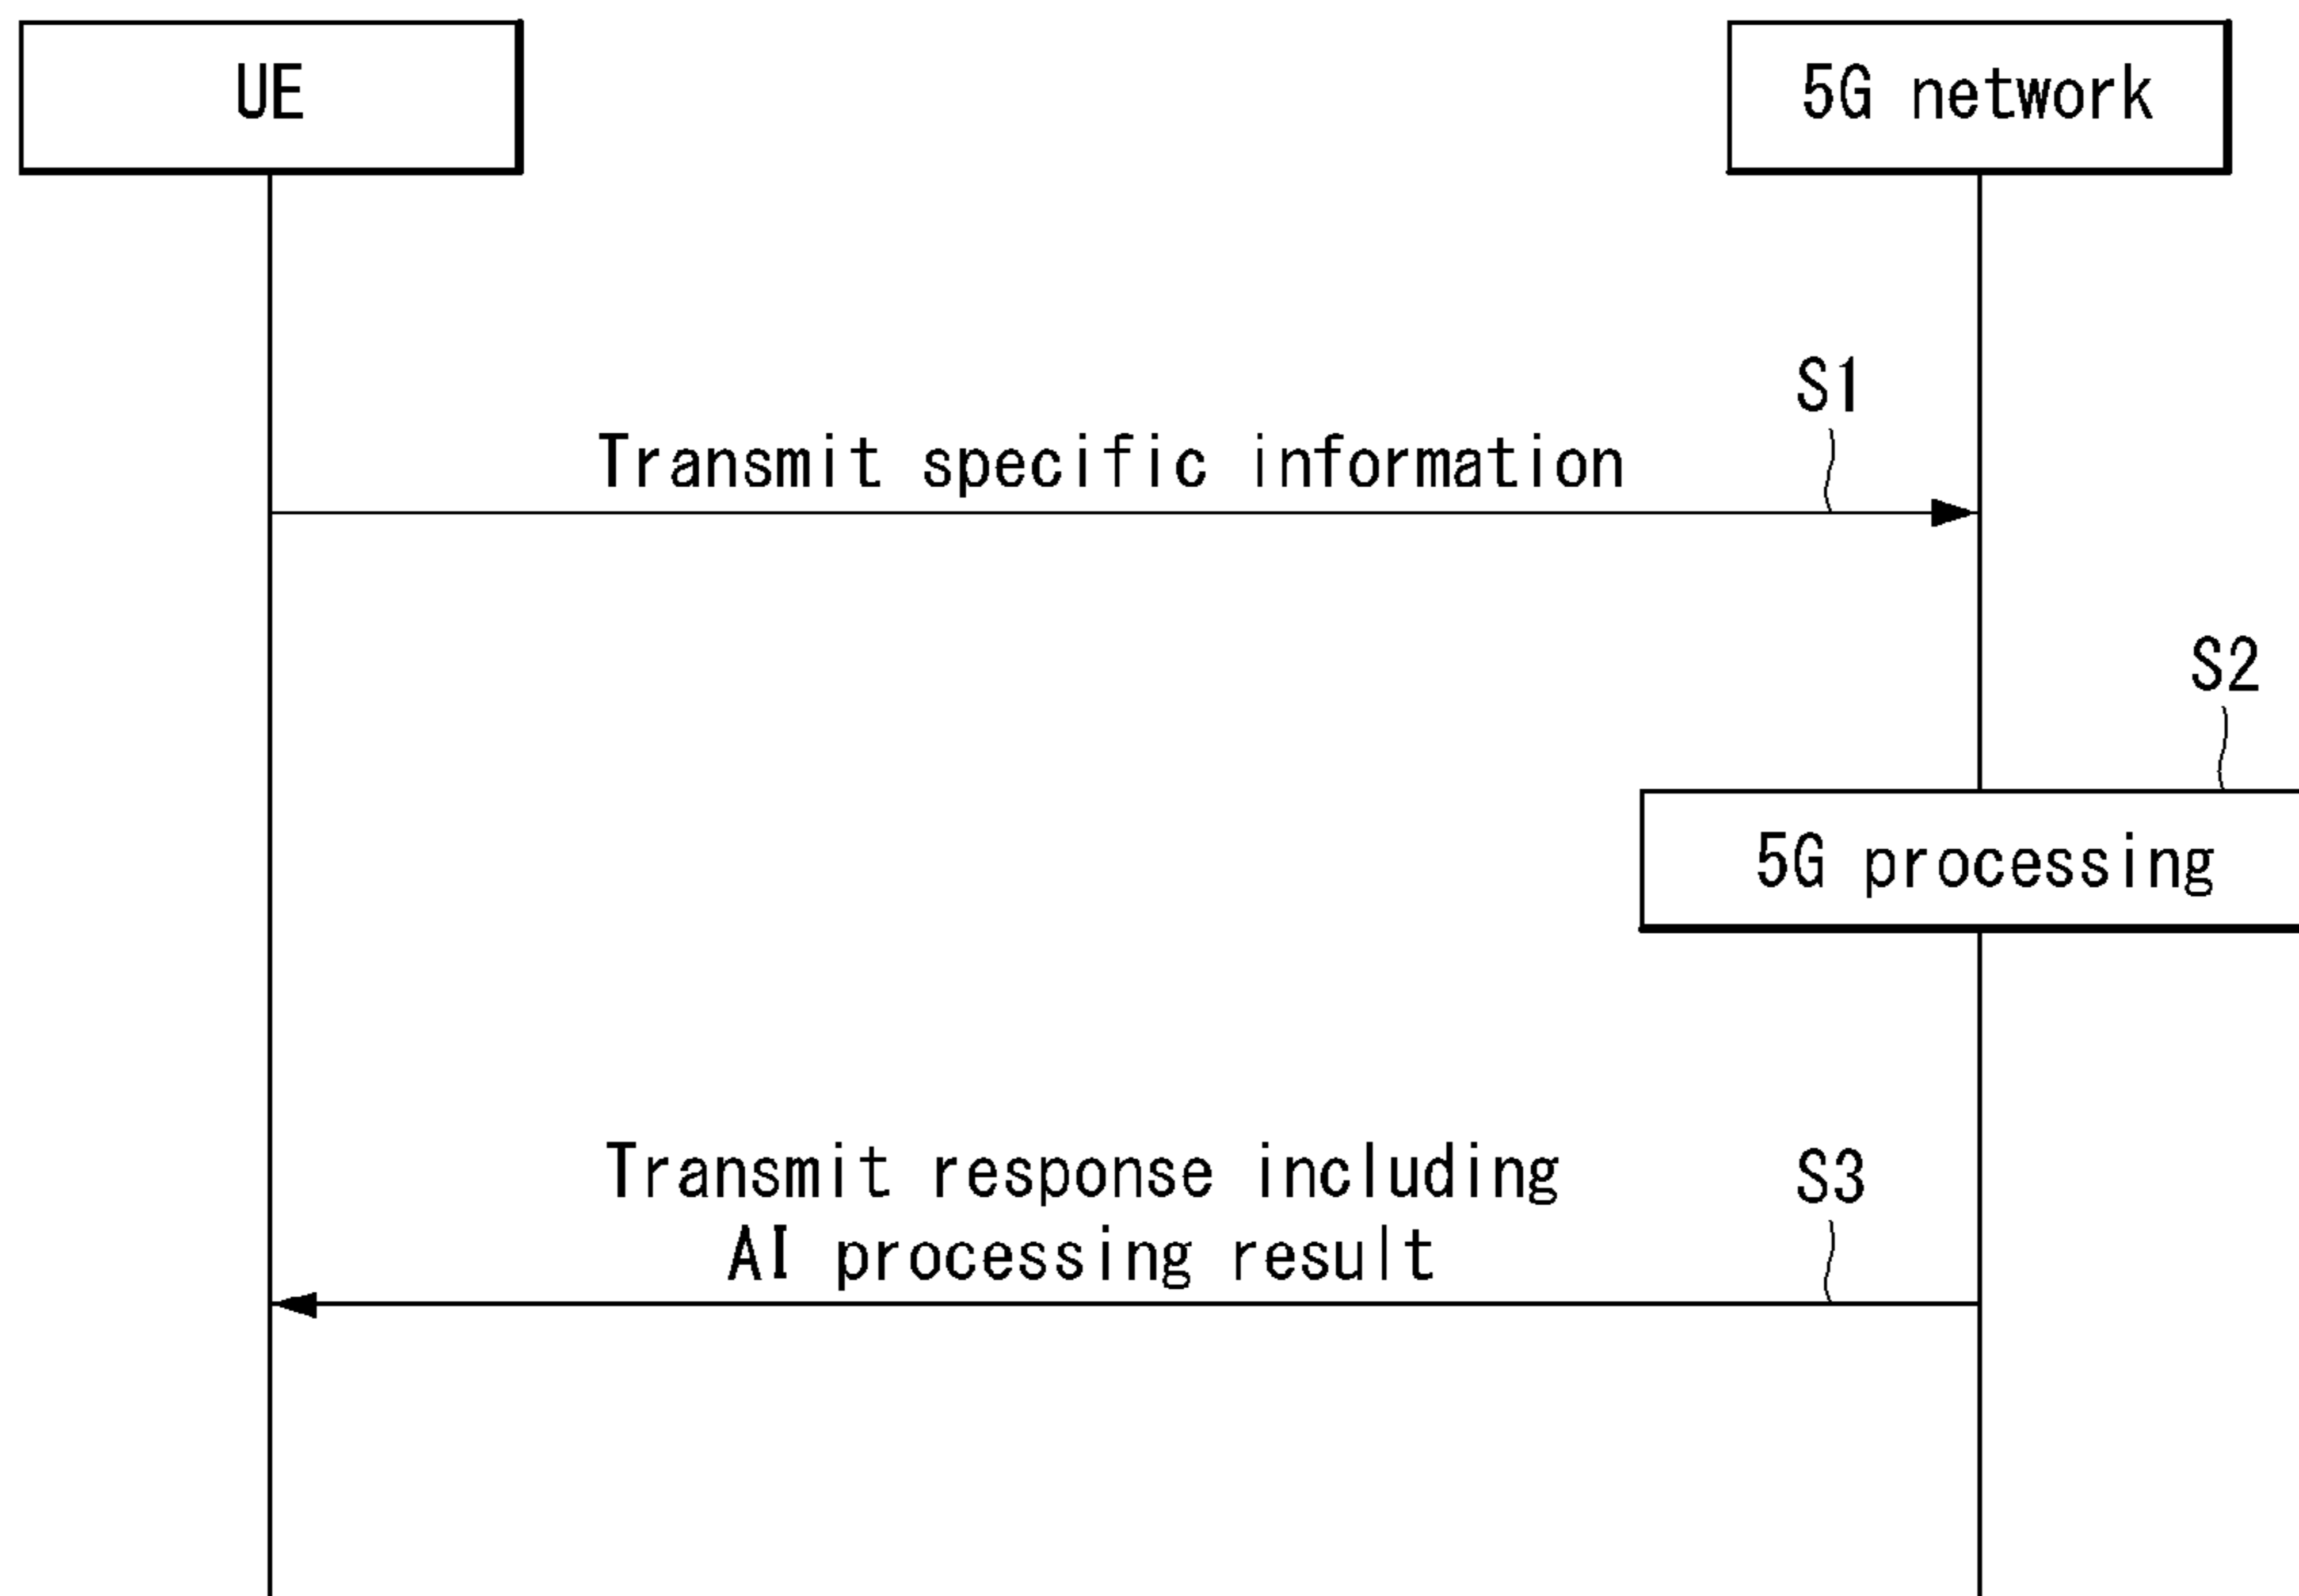 UE
5G network
S1
Transmit specific information
S2
5G processing
Transmit response including
S3
AI processing result